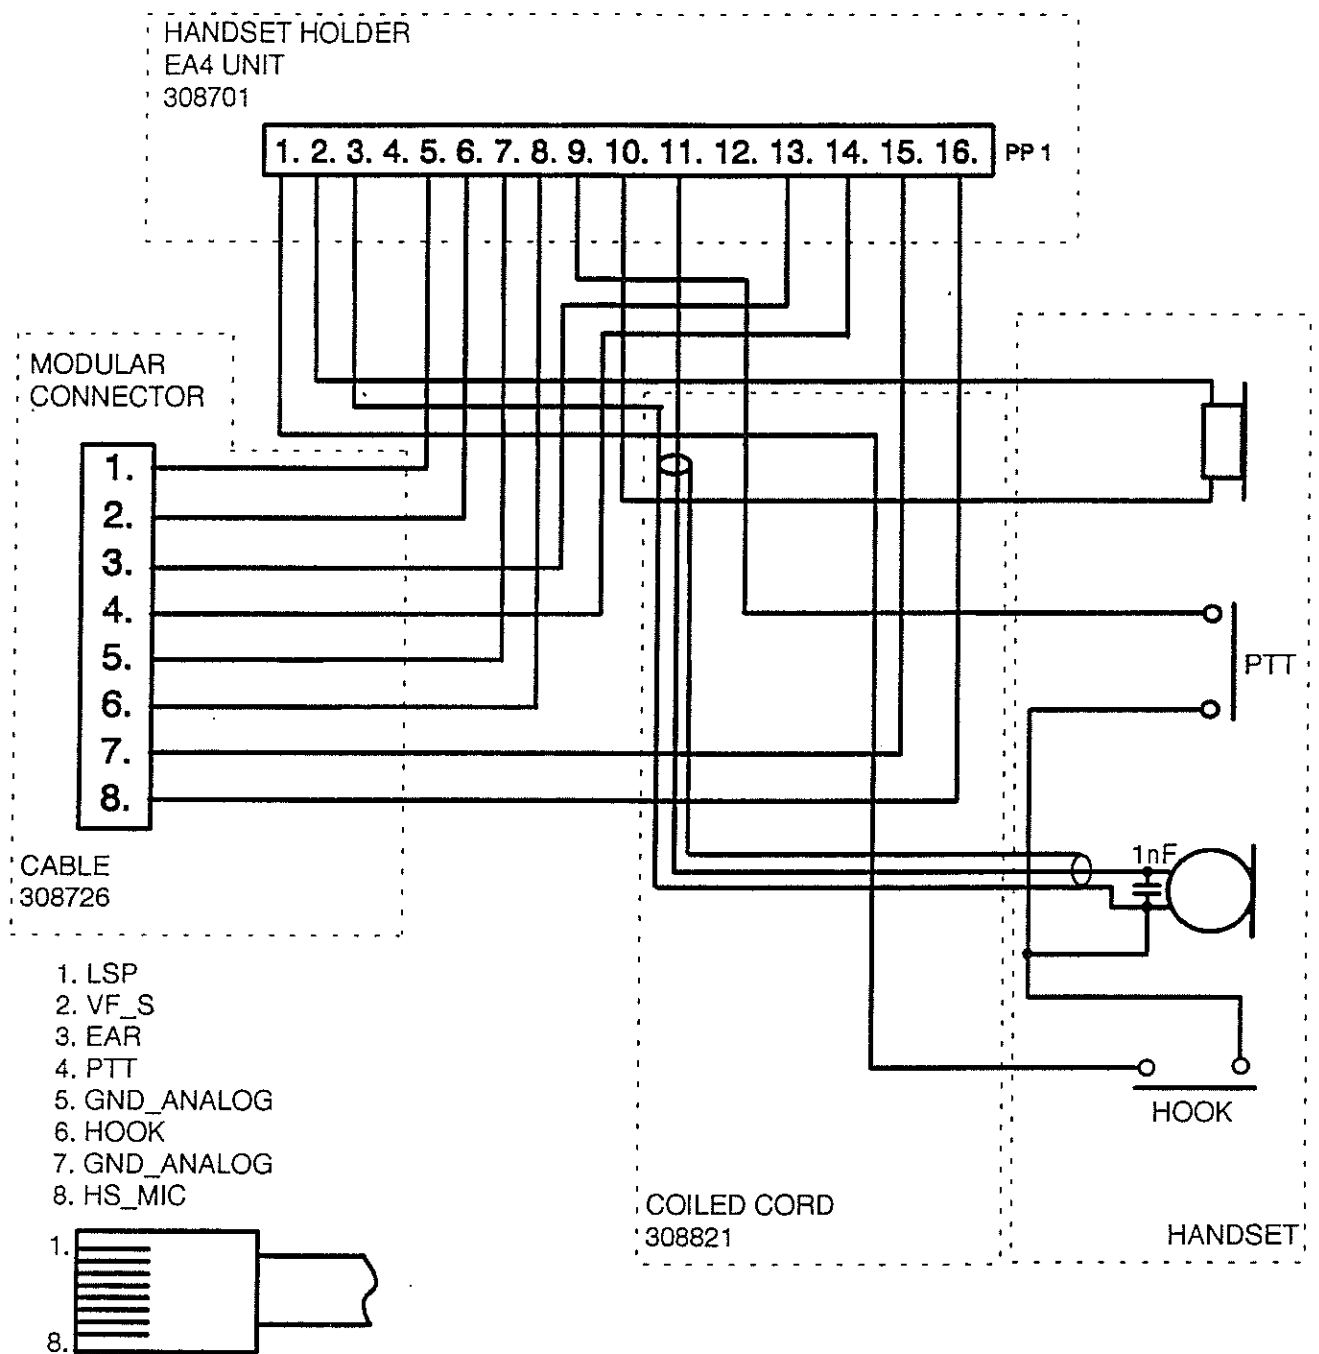 HANDSET HOLDER
EA4 UNIT
308701
1. 2. 3. 4. 5. 6. 7. 8. 9. 10. 11. 12. 13. 14. 15. 16. PP 1
MODULAR
CONNECTOR
1.
2.
3.
4.
5.
6.
7.
8.
CABLE
308726
PTT
1nF
HOOK
1. LSP
2. VF_S
3. EAR
4. PTT
5. GND_ANALOG
6. HOOK
7. GND_ANALOG
8. HS_MIC
COILED CORD
308821
HANDSET
1.
8.